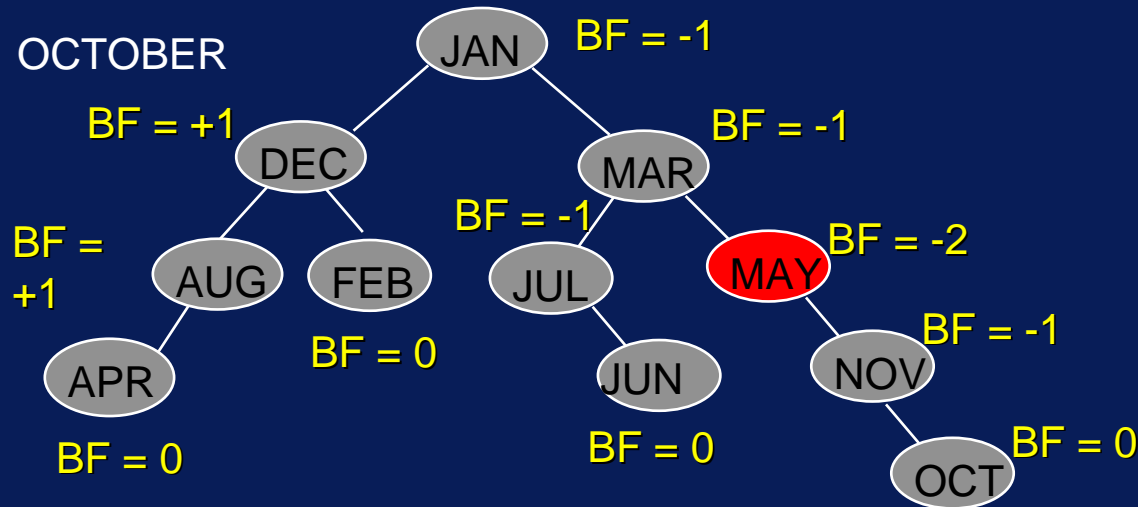 OCTOBER
JAN
BF = -1
BF = +1
DEC
MAR
BF = -1
BF =
+1
AUG
FEB
BF = -1
JUL
MAY
BF = -2
APR
BF = 0
JUN
NOV
BF = -1
BF = 0
BF = 0
OCT
BF = 0